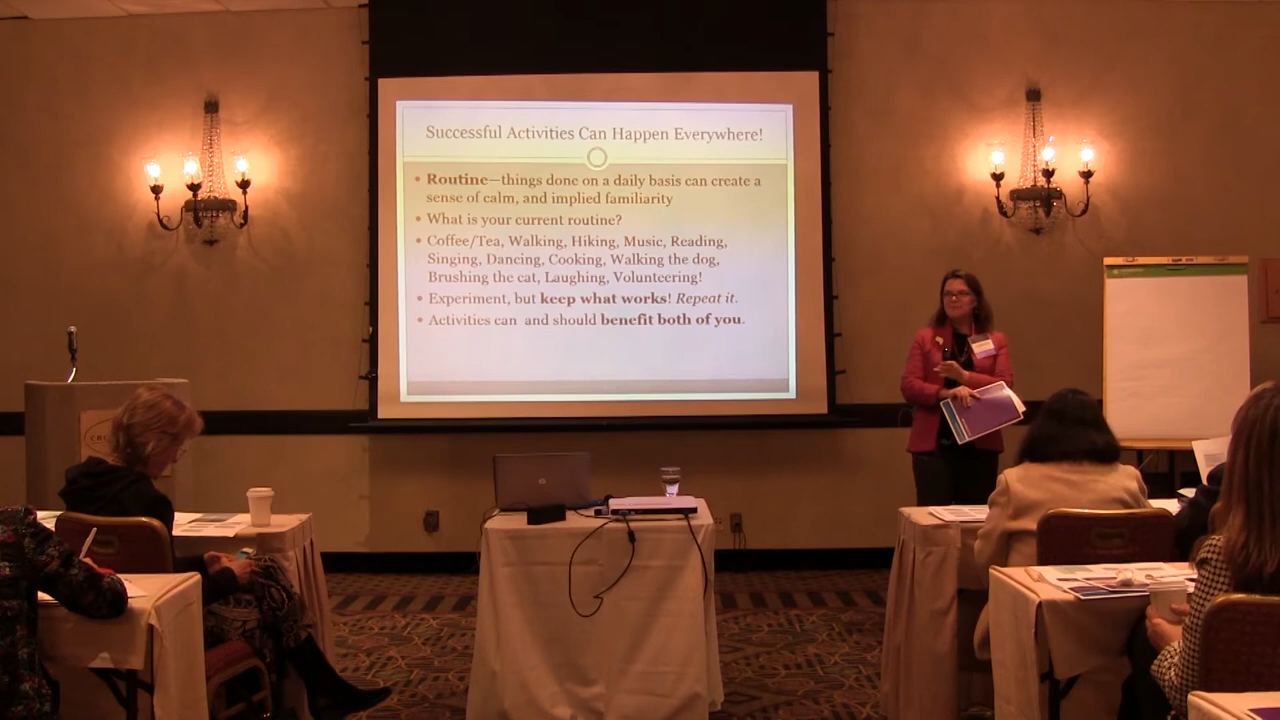 Successful Activities Can Happen Everywhere!
• Routine—things done on a daily basis can create a
sense of calm, and implied familiarity
• What is your current routine?
• Coffee/Tea, Walking, Hiking, Music, Reading,
Singing, Dancing, Cooking, Walking the dog,
Brushing the cat, Laughing, Volunteering!
• Experiment, but keep what works! Repeat it.
• Activities can and should benefit both of you.